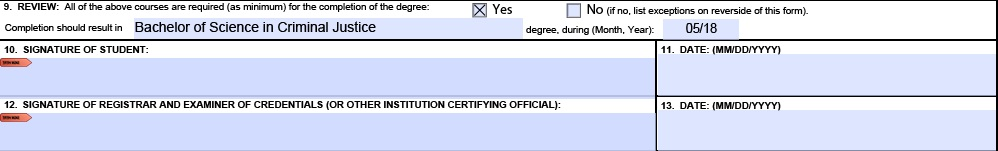 9. REVIEW: All of the above courses are required (as minimum) for the completion of the degree: Yes No (if no, list exceptions on reverside of this form).
Completion should result in Bachelor of Science in Criminal Justice degree, during (Month, Year): 05/18
10. SIGNATURE OF STUDENT: 11. DATE: (MM/DD/YYYY)
12. SIGNATURE OF REGISTRAR AND EXAMINER OF CREDENTIALS (OR OTHER INSTITUTION CERTIFYING OFFICIAL): 13. DATE: (MM/DD/YYYY)